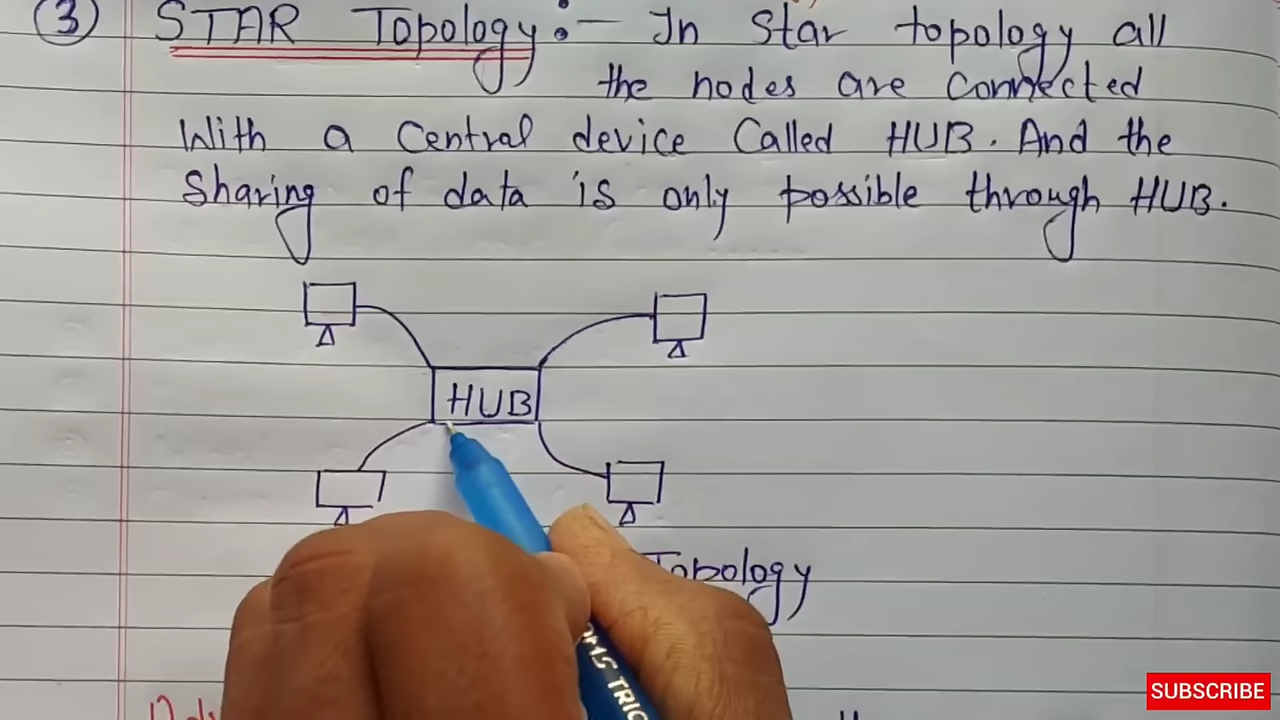 ③ STAR Topology :- In Star topology all
the nodes are connected
With a Central device Called HUB. And the
Sharing of data is only possible through HUB.
HUB
Topology
SUBSCRIBE